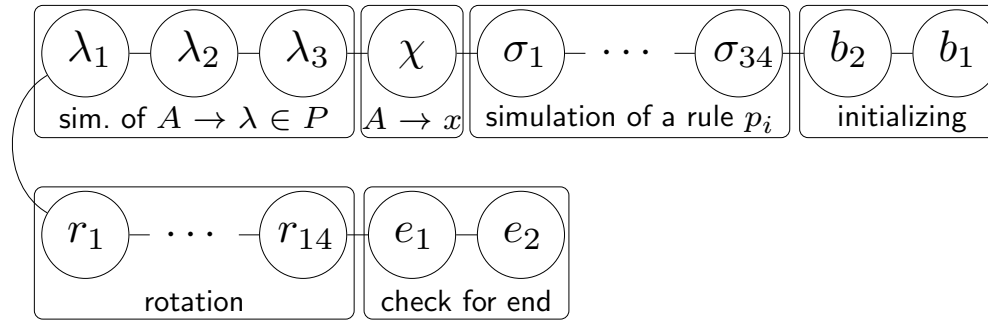 λ₁ λ₂ λ₃ χ σ₁ ··· σ₃₄ b₂ b₁
sim. of A → λ ∈ P A → x simulation of a rule pᵢ initializing
r₁ ··· r₁₄ e₁ e₂
rotation check for end